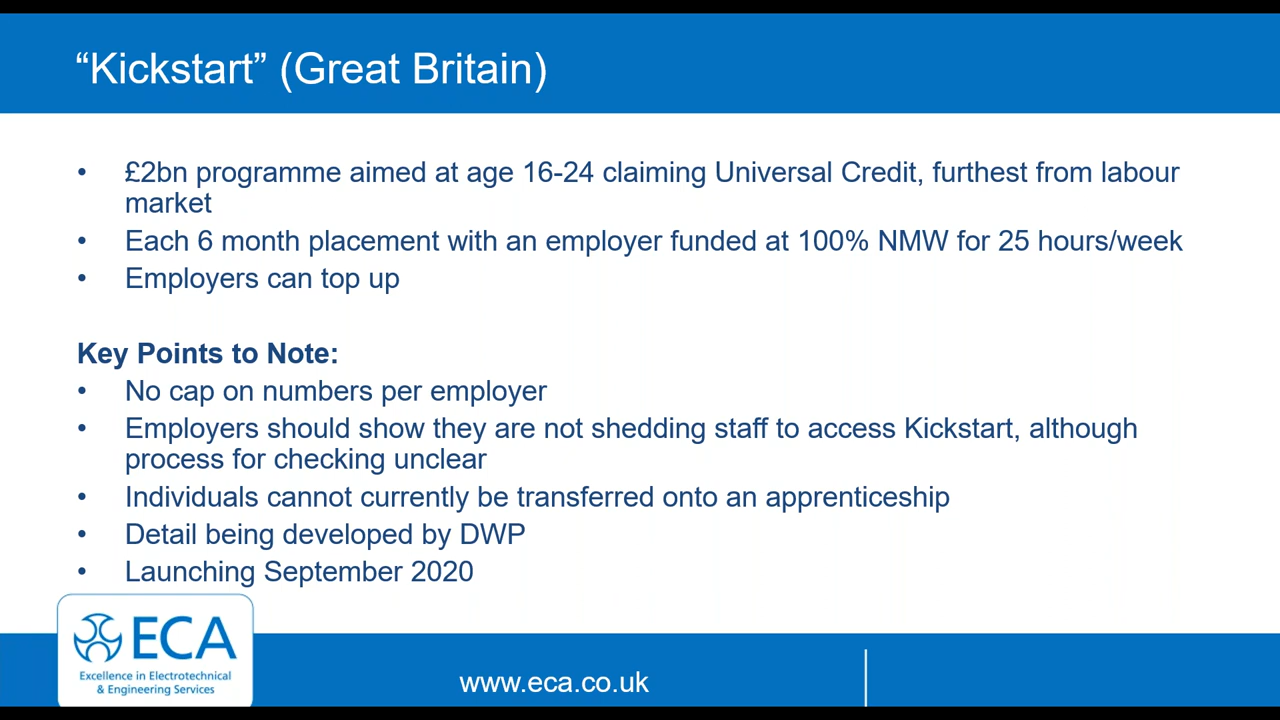 “Kickstart” (Great Britain)
• £2bn programme aimed at age 16-24 claiming Universal Credit, furthest from labour
market
• Each 6 month placement with an employer funded at 100% NMW for 25 hours/week
• Employers can top up
Key Points to Note:
• No cap on numbers per employer
• Employers should show they are not shedding staff to access Kickstart, although
process for checking unclear
• Individuals cannot currently be transferred onto an apprenticeship
• Detail being developed by DWP
• Launching September 2020
ECA
Excellence in Electrotechnical
& Engineering Services
www.eca.co.uk